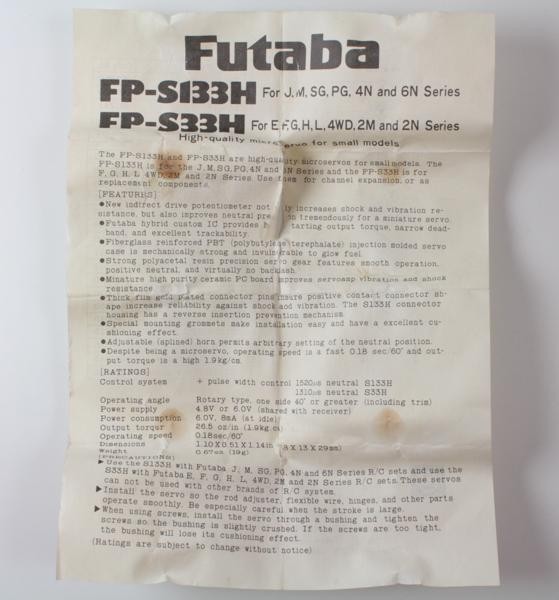 Futaba
FP-S133H For J, M, SG, PG, 4N and 6N Series
FP-S33H For E, F, G, H, L, 4WD, 2M and 2N Series
High-quality microservo for small models
The FP-S133H and FP-S33H are high-quality microservos for small models. The
FP-S133H is for the J, M, SG, PG, 4N and 6N Series and the FP-S33H is for
F, G, H, L, 4WD, 2M and 2N Series. Use them for channel expansion, or as
replacement components.
[FEATURES]
●New indirect drive potentiometer not only increases shock and vibration re-
sistance, but also improves neutral tremendously for a miniature servo.
●Futaba hybrid custom IC provides starting output torque, narrow dead-
band, and excellent trackability.
●Fiberglass reinforced PBT (polybutylene terephalate) injection molded servo
case is mechanically strong and invulnerable to glow fuel.
●Strong polyacetal resin precision servo gear features smooth operation,
positive neutral, and virtually no backlash.
●Minature high purity ceramic PC board improves servoamp vibration and shock
resistance.
●Thick film gold plated connector pins insure positive contact connector sh-
ape increase reliability against shock and vibration. The S133H connector
housing has a reverse insertion prevention mechanism.
●Special mounting grommets make installation easy and have a excellent cu-
shioning effect.
●Adjustable (splined) horn permits arbitrary setting of the neutral position.
●Despite being a microservo, operating speed is a fast 0.18 sec/60° and out-
put torque is a high 1.9kg/cm.
[RATINGS]
Control system + pulse width control 1520µs neutral S133H
1310µs neutral S33H
Operating angle Rotary type, one side 40° or greater (including trim)
Power supply 4.8V or 6.0V (shared with receiver)
Power consumption 6.0V, 8mA (at idle)
Output torqur 26.5 oz/in (1.9kg/cm)
Operating speed 0.18sec/60°
Dimensions 1.10 X 0.51 X 1.14in X 13 X 29mm)
Weight 0.67oz (19g)
[PRECAUTIONS]
▶Use the S133H with Futaba J, M, SG, PG, 4N and 6N Series R/C sets and use the
S33H with Futaba E, F, G, H, L, 4WD, 2M and 2N Series R/C sets. These servos
can not be used with other brands of R/C system.
▶Install the servo so the rod adjuster, flexible wire, hinges, and other parts
operate smoothly. Be especially careful when the stroke is large.
▶When using screws, install the servo through a bushing and tighten the
screws so the bushing is slightly crushed. If the screws are too tight,
the bushing will lose its cushioning effect.
(Ratings are subject to change without notice)